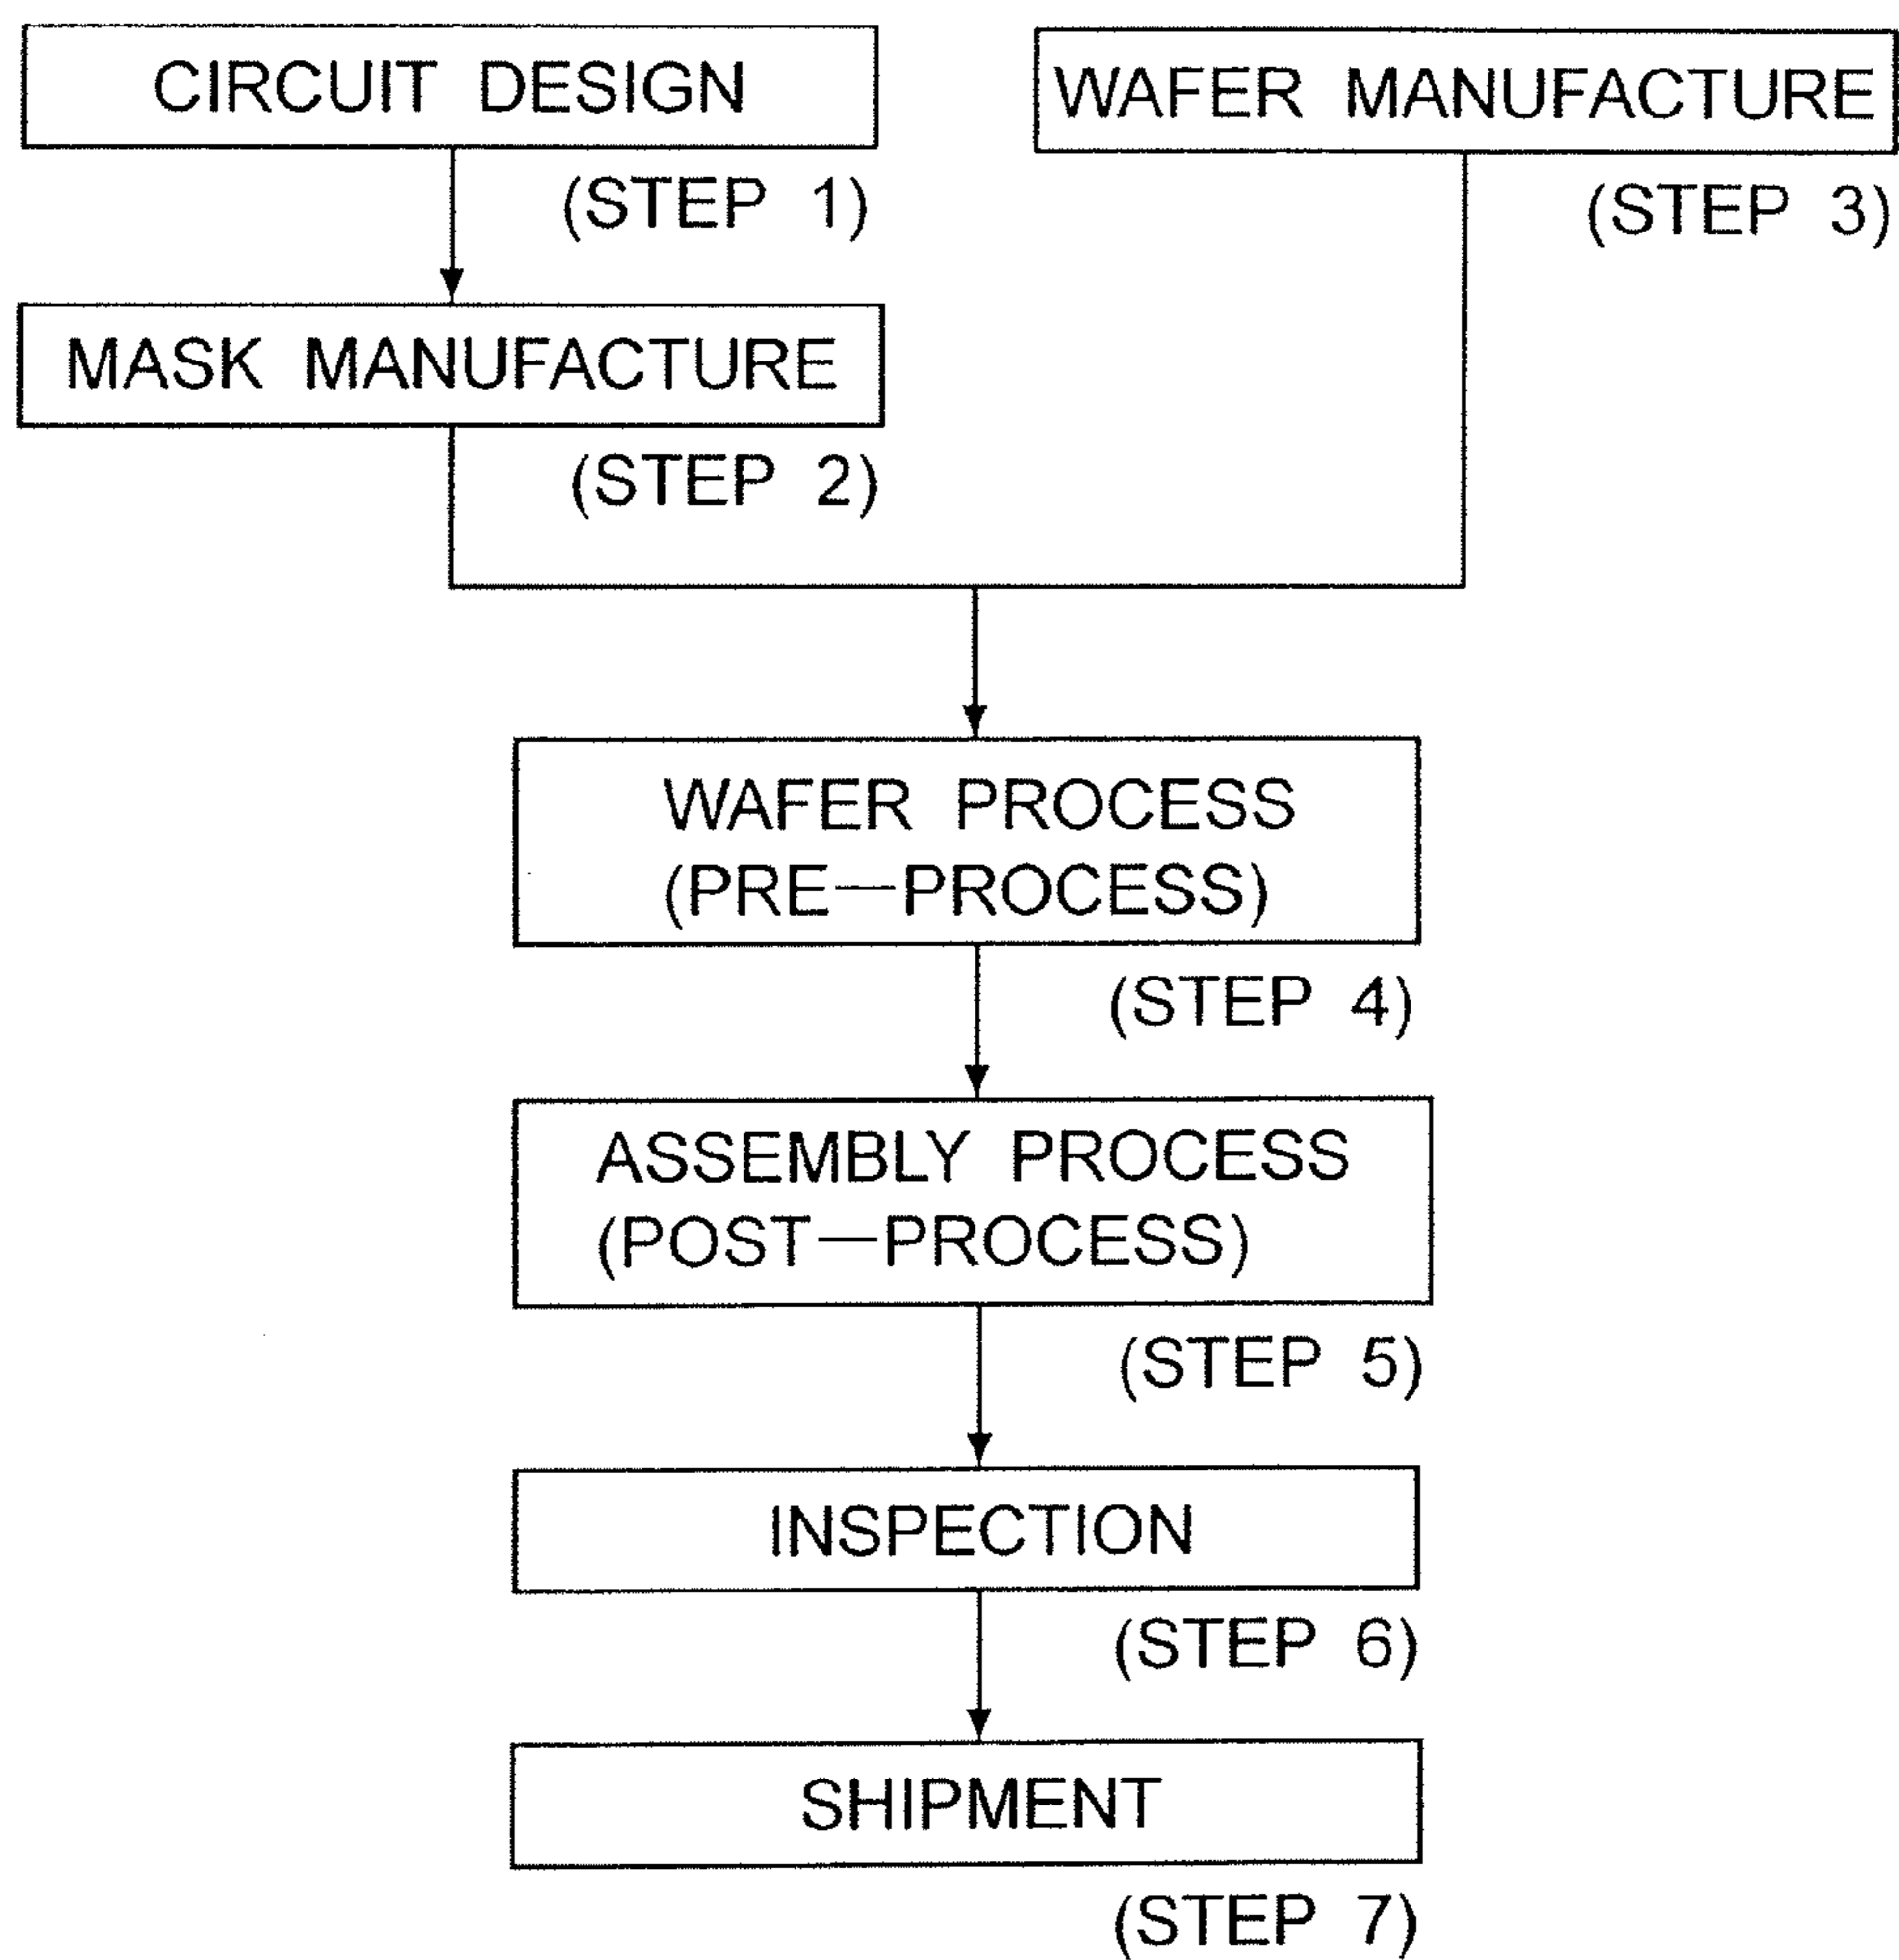 CIRCUIT DESIGN
(STEP 1)
MASK MANUFACTURE
(STEP 2)
WAFER MANUFACTURE
(STEP 3)
WAFER PROCESS
(PRE—PROCESS)
(STEP 4)
ASSEMBLY PROCESS
(POST—PROCESS)
(STEP 5)
INSPECTION
(STEP 6)
SHIPMENT
(STEP 7)